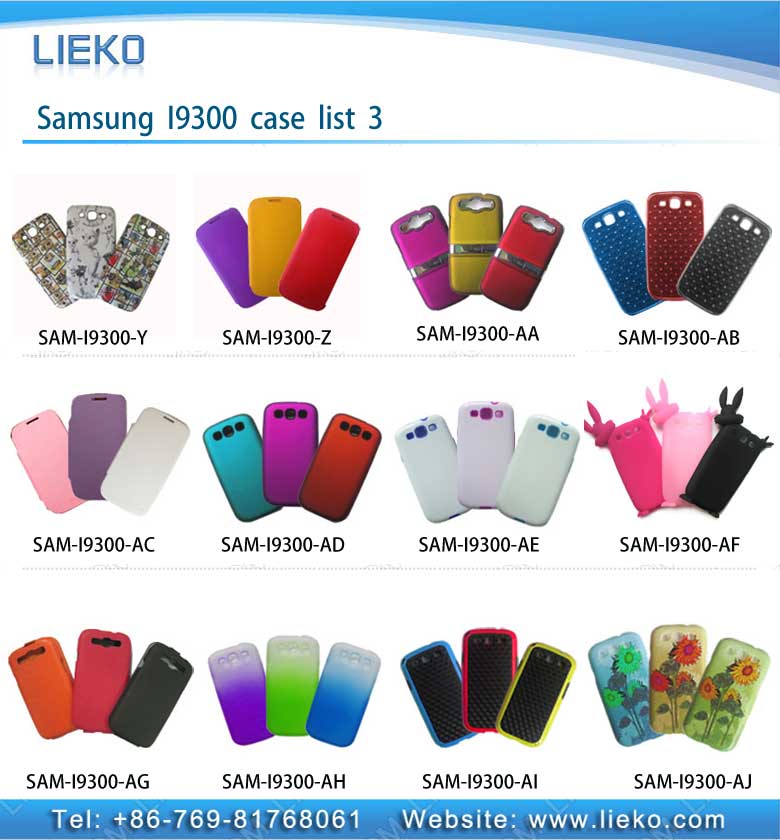 LIEKO
Samsung I9300 case list 3
SAM-I9300-Y SAM-I9300-Z SAM-I9300-AA SAM-I9300-AB
SAM-I9300-AC SAM-I9300-AD SAM-I9300-AE SAM-I9300-AF
SAM-I9300-AG SAM-I9300-AH SAM-I9300-AI SAM-I9300-AJ
Tel: +86-769-81768061 Website: www.lieko.com